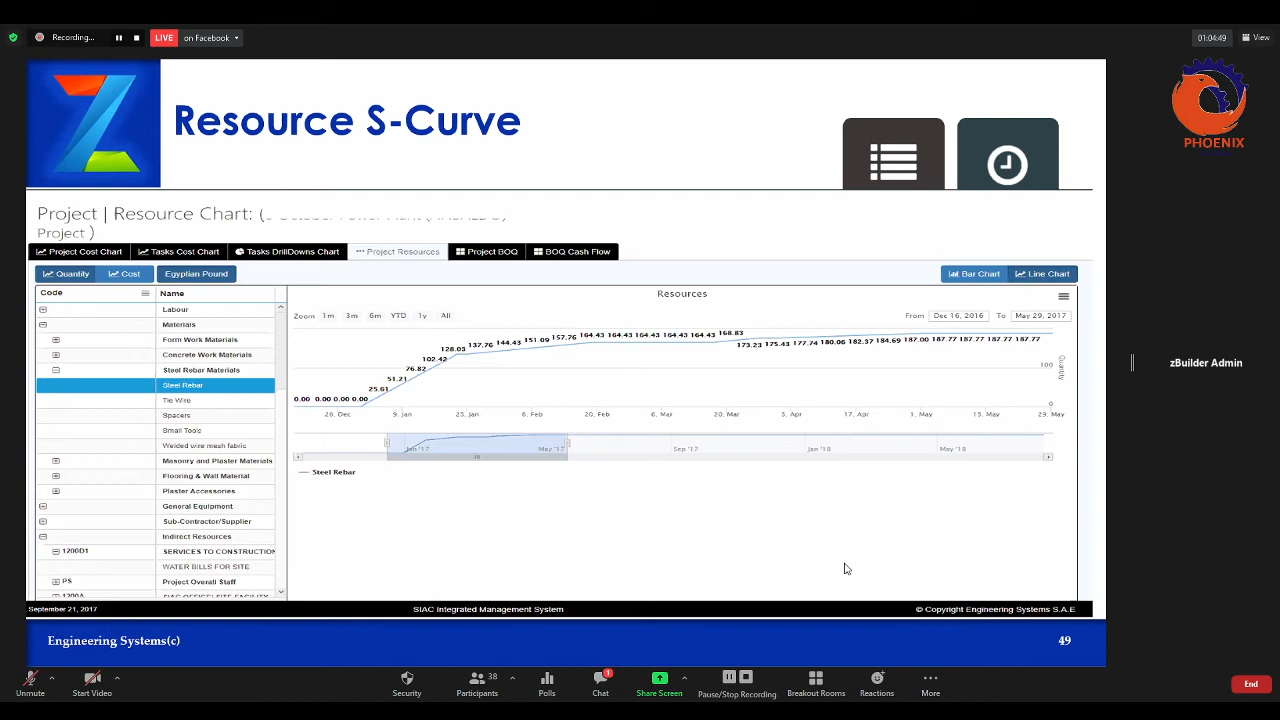 Recording...
LIVE
on Facebook
01:04:49
View
Resource S-Curve
PHOENIX
Project | Resource Chart: (
Project )
Project Cost Chart
Tasks Cost Chart
Tasks DrillDowns Chart
Project Resources
Project BOQ
BOQ Cash Flow
Quantity
Cost
Egyptian Pound
Bar Chart
Line Chart
Code
Name
Labour
Materials
Form Work Materials
Concrete Work Materials
Steel Rebar Materials
Steel Rebar
Tie Wire
Spacers
Small Tools
Welded wire mesh fabric
Masonry and Plaster Materials
Flooring & Wall Material
Plaster Accessories
General Equipment
Sub-Contractor/Supplier
Indirect Resources
1200D1 SERVICES TO CONSTRUCTION
WATER BILLS FOR SITE
PS Project Overall Staff
Resources
Zoom 1m 3m 6m YTD 1y All
From Dec 16, 2016 To May 29, 2017
0.00 0.00 0.00 0.00 25.61 51.21 76.82 102.42 128.03 137.76 144.43 151.09 157.76 164.43 164.43 164.43 164.43 164.43 168.83 173.23 175.43 177.74 180.06 182.37 184.69 187.00 187.77 187.77 187.77 187.77
100
Quantity
0
26. Dec 9. Jan 23. Jan 6. Feb 20. Feb 6. Mar 20. Mar 3. Apr 17. Apr 1. May 15. May 29. May
Jan '17 May '17 Sep '17 Jan '18 May '18
Steel Rebar
September 21, 2017
SIAC Integrated Management System
© Copyright Engineering Systems S.A.E
Engineering Systems(c)
49
zBuilder Admin
Unmute
Start Video
Security
Participants
38
Polls
Chat
1
Share Screen
Pause/Stop Recording
Breakout Rooms
Reactions
More
End